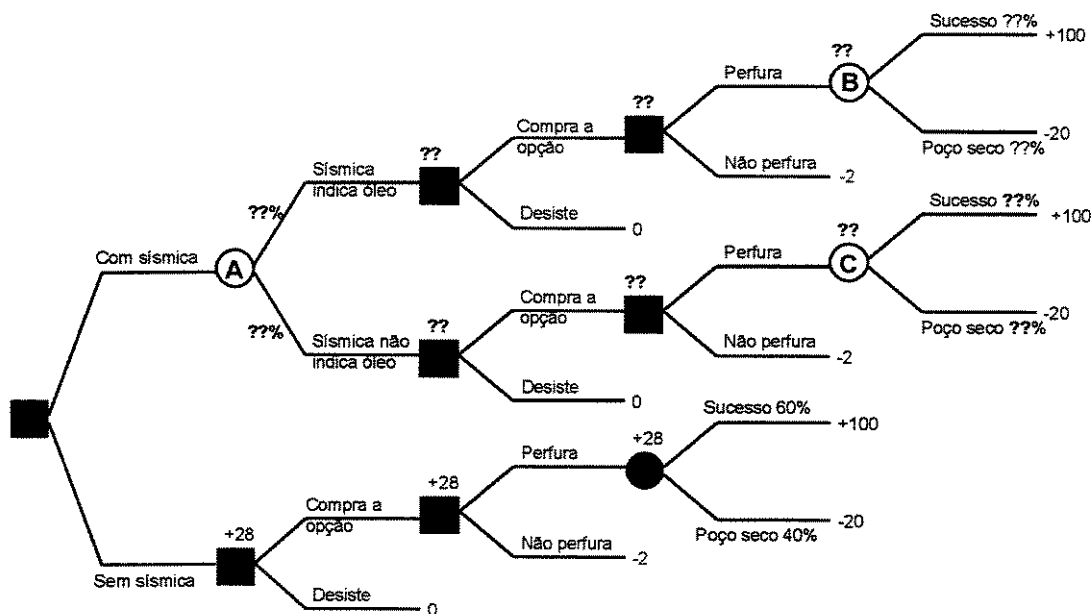 Sucesso ??%
+100
??
Perfura
B
??
Compra a
opção
-20
Poço seco ??%
Sísmica
indica óleo
??
Não perfura
-2
Sucesso ??%
+100
??%
Desiste
0
??
Perfura
C
Com sísmica
A
??
Compra a
opção
-20
Poço seco ??%
??%
Sísmica não
indica óleo
??
Não perfura
-2
Desiste
0
Sucesso 60%
+100
+28
Perfura
+28
Compra a
opção
-20
Poço seco 40%
+28
Não perfura
-2
Sem sísmica
Desiste
0